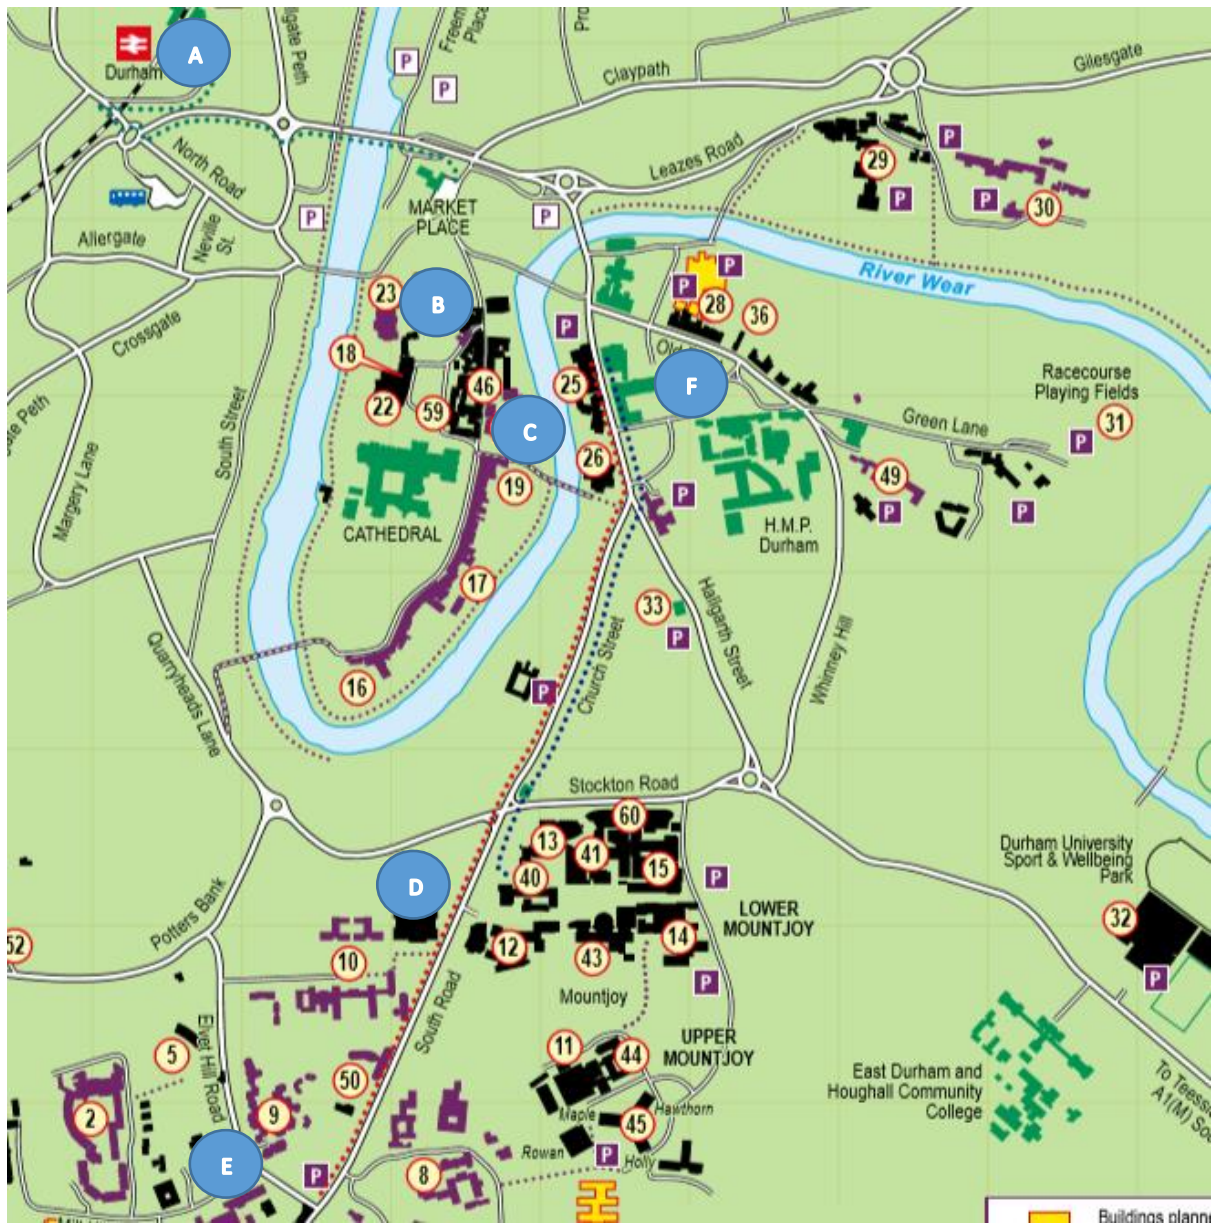 A
Durham
North Road
Claypath
Gilesgate
Leazes Road
P
P
P
P
MARKET
PLACE
Allergate
Neville
St.
Crossgate
South Street
Margery Lane
Quarryheads Lane
Potters Bank
Elvet Hill Road
River Wear
29
P
P
P
30
23
B
18
22
59
46
25
P
C
26
19
CATHEDRAL
17
16
P
P
28
36
F
Racecourse
Playing Fields
31
P
Green Lane
49
P
P
H.M.P.
Durham
P
33
P
Hallgarth Street
Whinney Hill
Church Street
P
Stockton Road
60
13
41
15
40
P
D
LOWER
MOUNTJOY
12
43
14
P
Mountjoy
UPPER
MOUNTJOY
11
44
Maple
Hawthorn
45
Rowan
P
Holly
South Road
52
10
5
50
2
9
E
P
8
Durham University
Sport & Wellbeing
Park
32
P
East Durham and
Houghall Community
College
Buildings